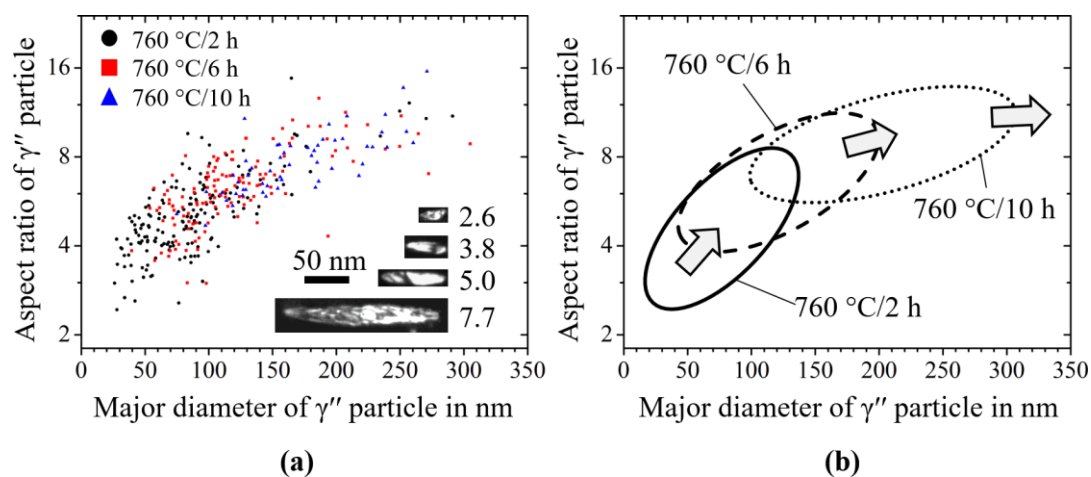 Aspect ratio of γ″ particle
16
8
4
2
760 °C/2 h
760 °C/6 h
760 °C/10 h
2.6
3.8
50 nm
5.0
7.7
0 50 100 150 200 250 300 350
Major diameter of γ″ particle in nm
(a)
Aspect ratio of γ″ particle
16
8
4
2
760 °C/6 h
760 °C/10 h
760 °C/2 h
0 50 100 150 200 250 300 350
Major diameter of γ″ particle in nm
(b)